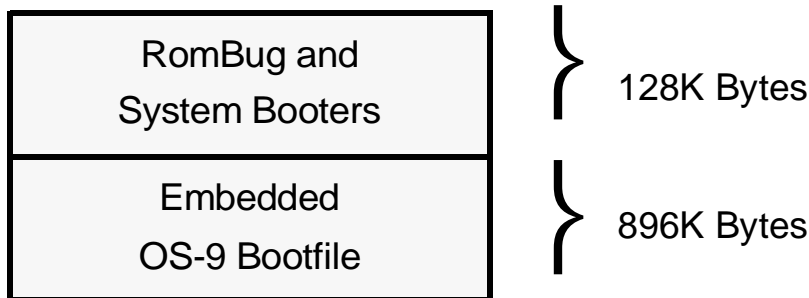 RomBug and
System Booters
128K Bytes
Embedded
OS-9 Bootfile
896K Bytes